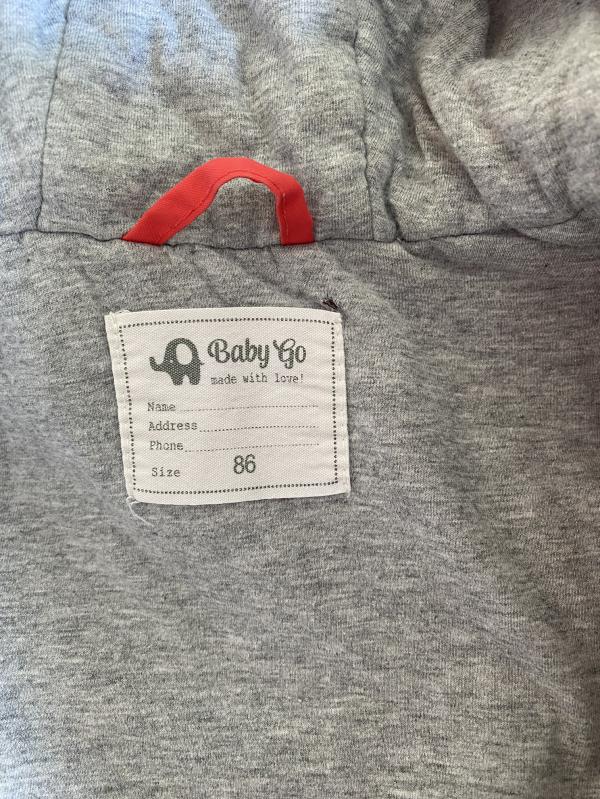 Baby Go
made with love!
Name
Address
Phone
Size 86